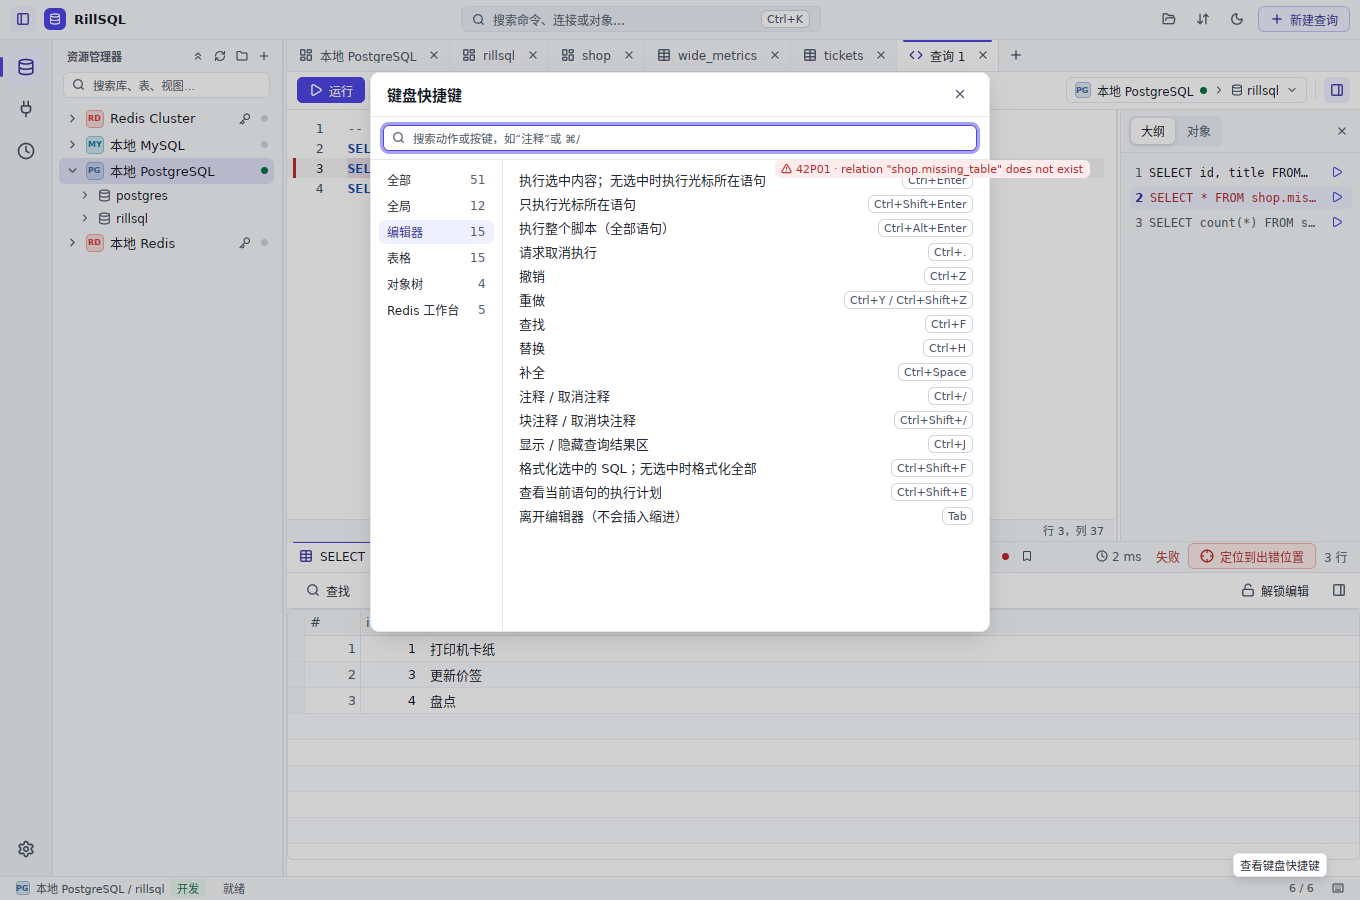 RillSQL
搜索命令、连接或对象...
Ctrl+K
新建查询
资源管理器
搜索库、表、视图...
RD Redis Cluster
MY 本地 MySQL
PG 本地 PostgreSQL
postgres
rillsql
RD 本地 Redis
本地 PostgreSQL
rillsql
shop
wide_metrics
tickets
查询 1
运行
PG 本地 PostgreSQL
rillsql
1 --
2 SEL
3 SEL
4 SEL
键盘快捷键
搜索动作或按键，如“注释”或 ⌘/
42P01 · relation "shop.missing_table" does not exist
全部 51
全局 12
编辑器 15
表格 15
对象树 4
Redis 工作台 5
执行选中内容；无选中时执行光标所在语句 Ctrl+Enter
只执行光标所在语句 Ctrl+Shift+Enter
执行整个脚本（全部语句） Ctrl+Alt+Enter
请求取消执行 Ctrl+.
撤销 Ctrl+Z
重做 Ctrl+Y / Ctrl+Shift+Z
查找 Ctrl+F
替换 Ctrl+H
补全 Ctrl+Space
注释 / 取消注释 Ctrl+/
块注释 / 取消块注释 Ctrl+Shift+/
显示 / 隐藏查询结果区 Ctrl+J
格式化选中的 SQL；无选中时格式化全部 Ctrl+Shift+F
查看当前语句的执行计划 Ctrl+Shift+E
离开编辑器（不会插入缩进） Tab
大纲 对象
1 SELECT id, title FROM…
2 SELECT * FROM shop.mis…
3 SELECT count(*) FROM s…
行 3，列 37
SELECT
2 ms
失败
定位到出错位置
3 行
查找
解锁编辑
# i
1 1 打印机卡纸
2 3 更新价签
3 4 盘点
查看键盘快捷键
PG 本地 PostgreSQL / rillsql
开发
就绪
6 / 6